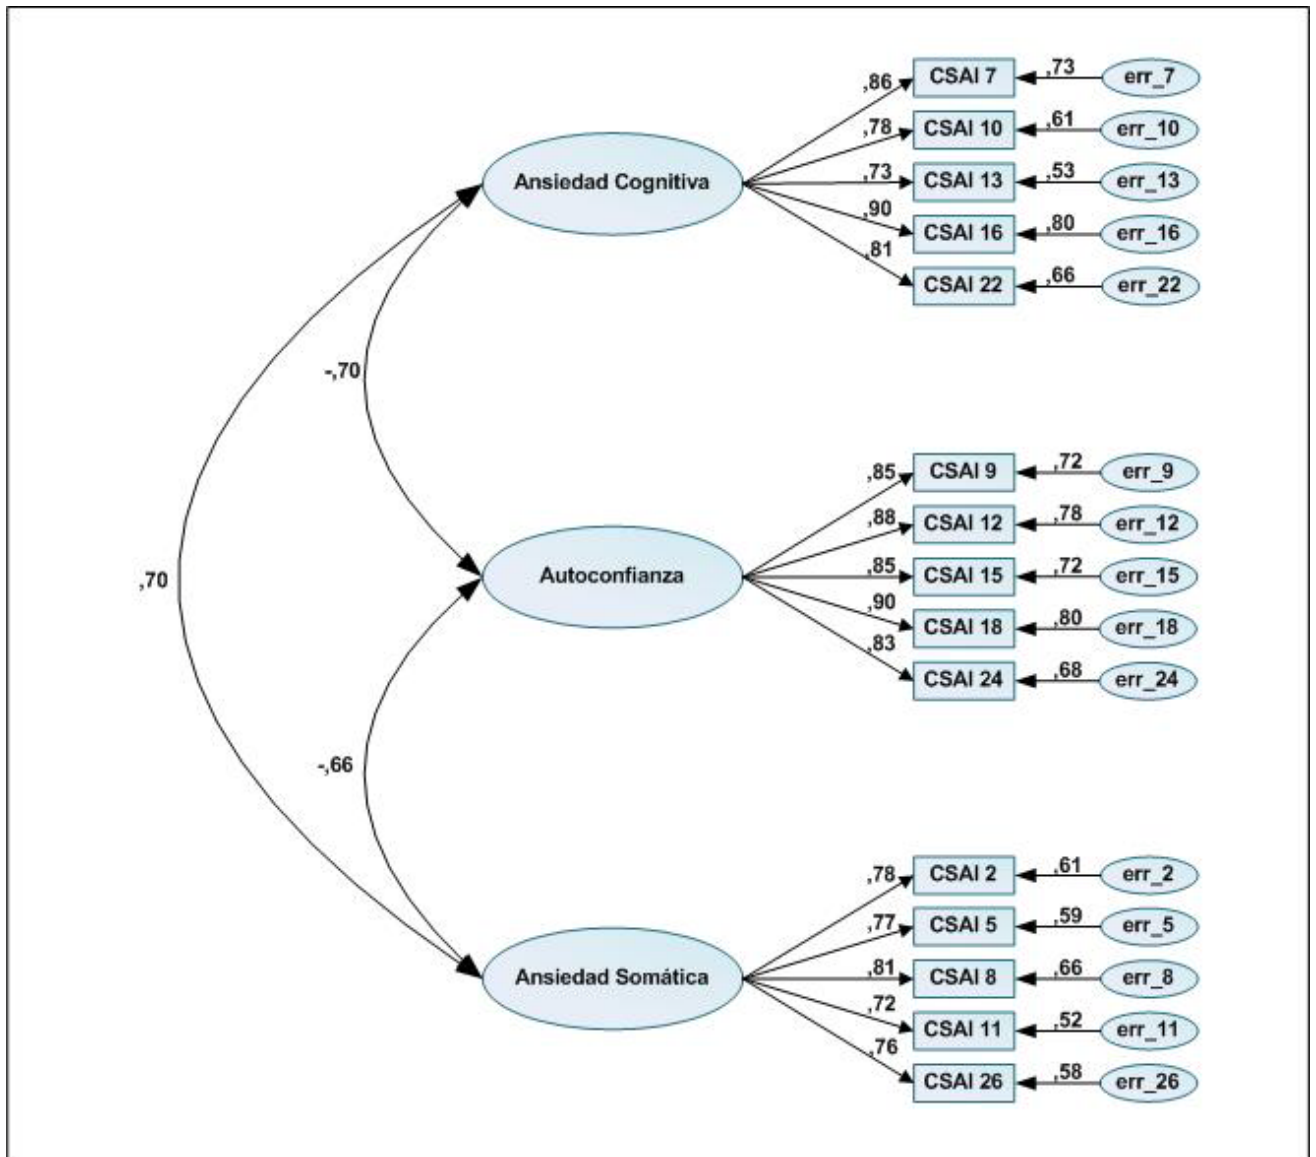 ,86 CSAI 7 ,73 err_7
,78 CSAI 10 ,61 err_10
Ansiedad Cognitiva ,73 CSAI 13 ,53 err_13
,90 CSAI 16 ,80 err_16
,81 CSAI 22 ,66 err_22
-,70
,85 CSAI 9 ,72 err_9
,88 CSAI 12 ,78 err_12
,70 Autoconfianza ,85 CSAI 15 ,72 err_15
,90 CSAI 18 ,80 err_18
,83 CSAI 24 ,68 err_24
-,66
,78 CSAI 2 ,61 err_2
,77 CSAI 5 ,59 err_5
Ansiedad Somática ,81 CSAI 8 ,66 err_8
,72 CSAI 11 ,52 err_11
,76 CSAI 26 ,58 err_26